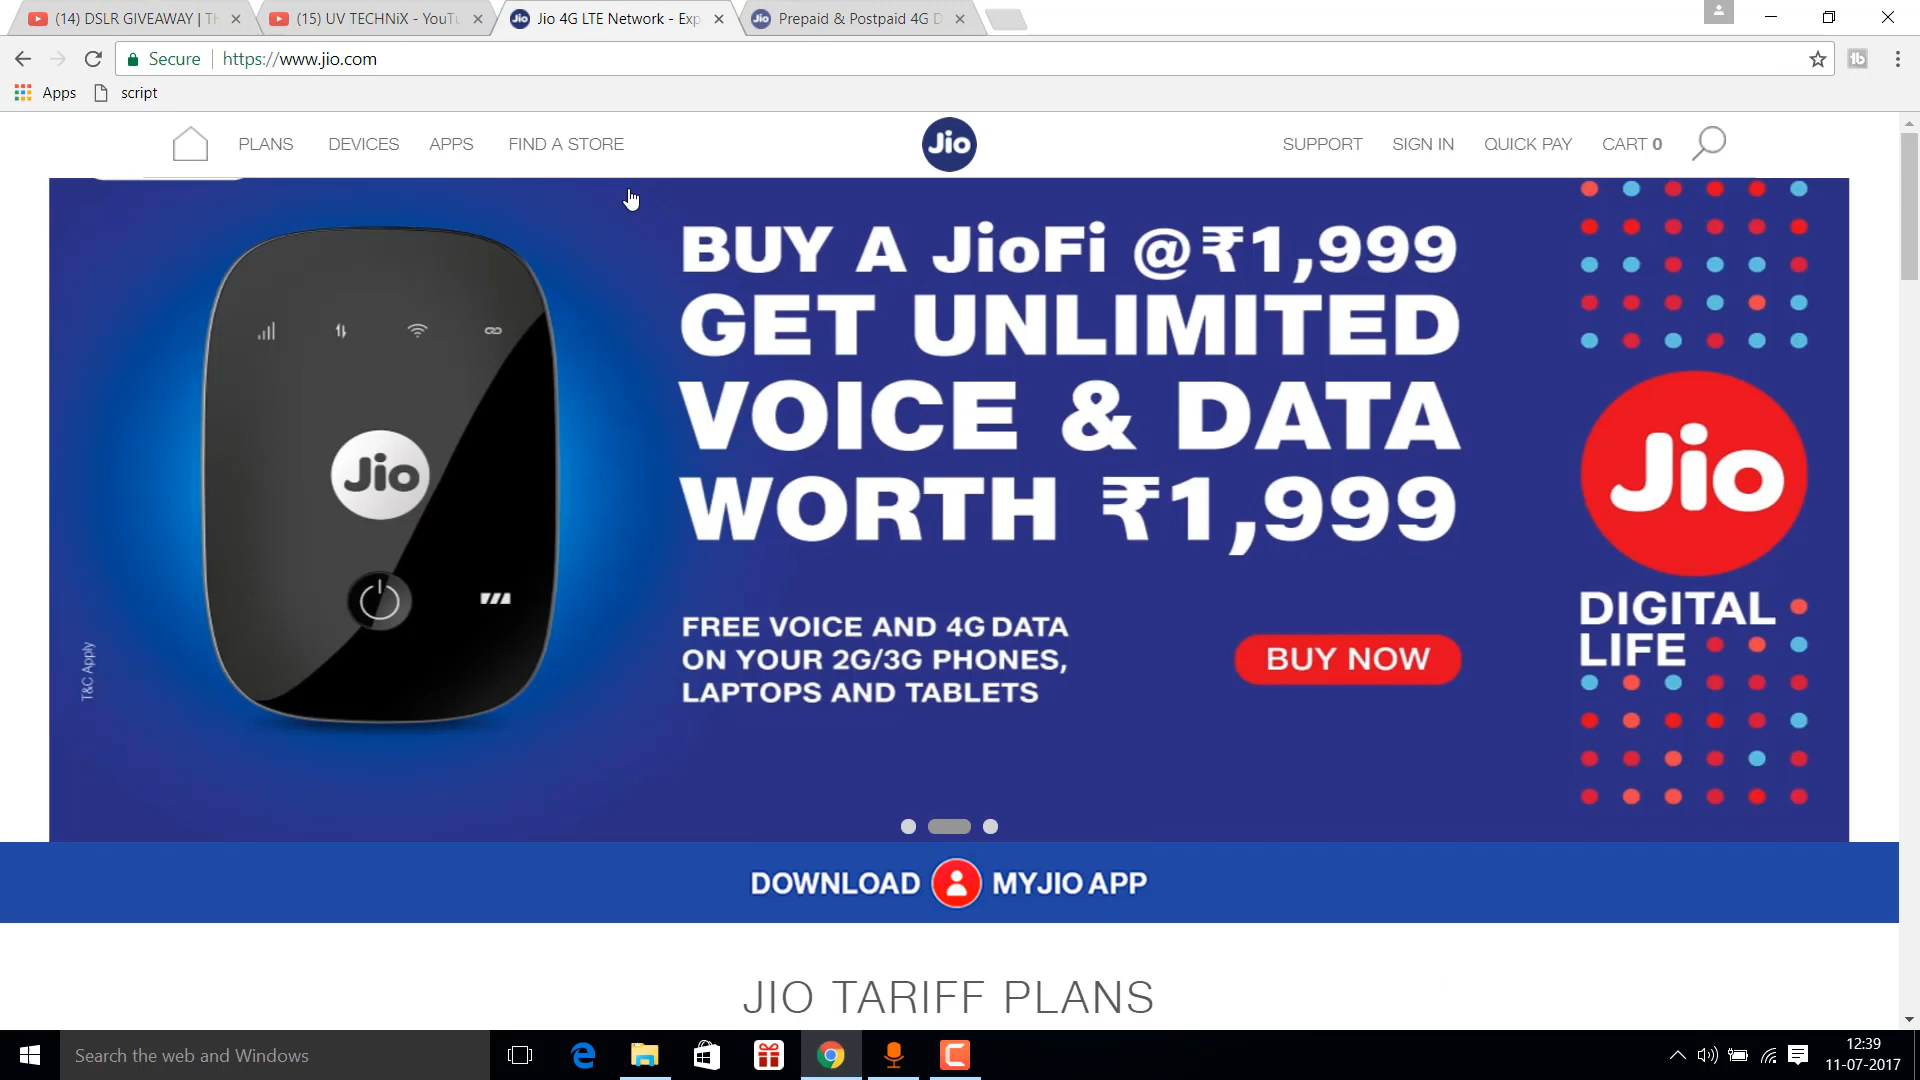 (14) DSLR GIVEAWAY | TH
(15) UV TECHNiX - YouTu
Jio 4G LTE Network - Exp
Prepaid & Postpaid 4G D
Secure
https://www.jio.com
Apps
script
PLANS
DEVICES
APPS
FIND A STORE
Jio
SUPPORT
SIGN IN
QUICK PAY
CART 0
BUY A JioFi @ ₹1,999
GET UNLIMITED
VOICE & DATA
WORTH ₹1,999
Jio
Jio
FREE VOICE AND 4G DATA
ON YOUR 2G/3G PHONES,
LAPTOPS AND TABLETS
BUY NOW
DIGITAL
LIFE
T&C Apply
DOWNLOAD MYJIO APP
JIO TARIFF PLANS
Search the web and Windows
12:39
11-07-2017